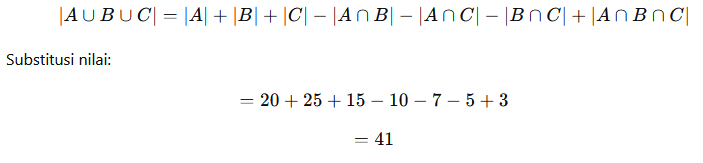 |A ∪ B ∪ C| = |A| + |B| + |C| − |A ∩ B| − |A ∩ C| − |B ∩ C| + |A ∩ B ∩ C|
Substitusi nilai:
= 20 + 25 + 15 − 10 − 7 − 5 + 3
= 41